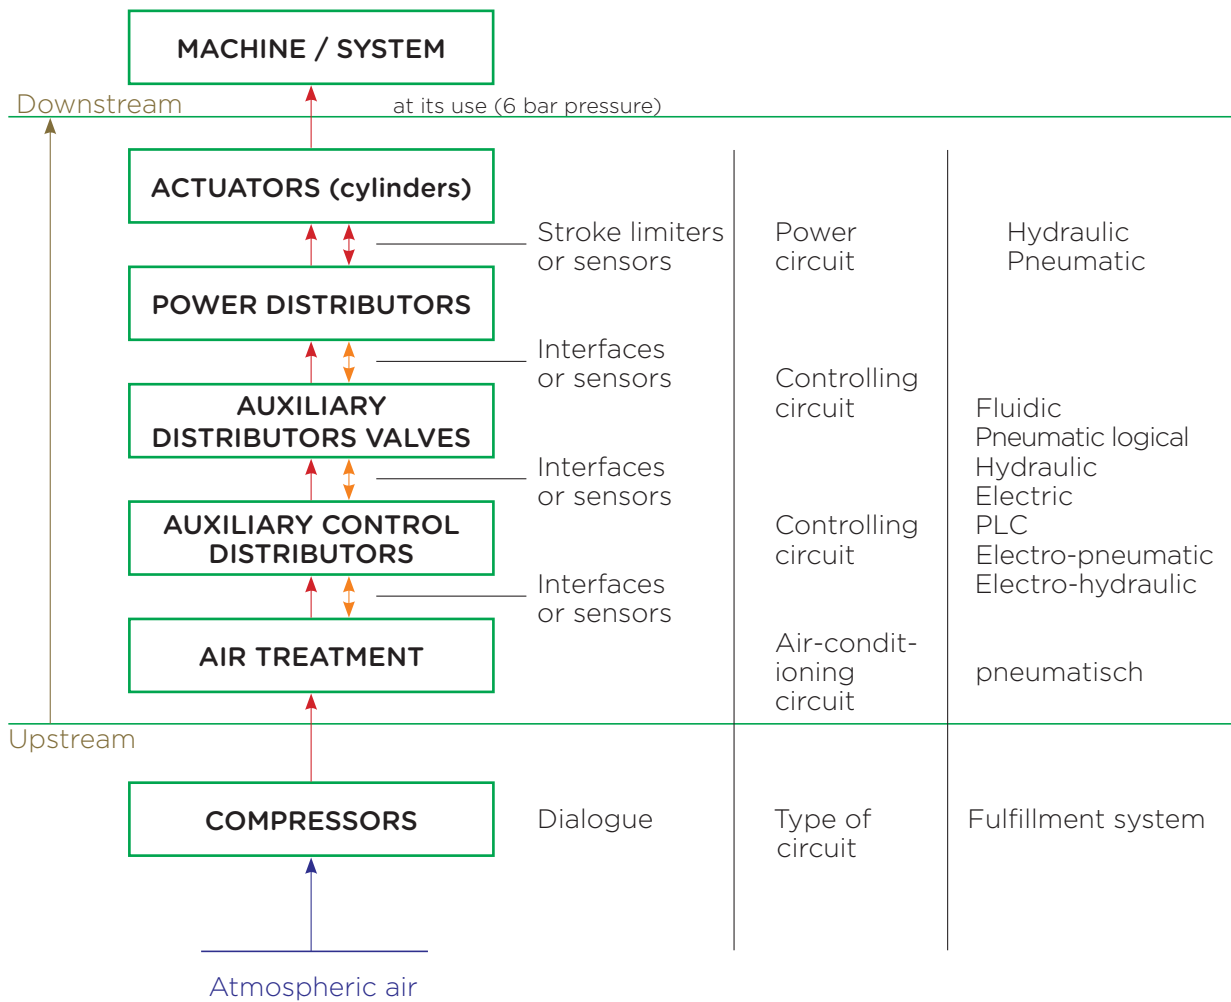 MACHINE / SYSTEM
Downstream
at its use (6 bar pressure)
ACTUATORS (cylinders)
Stroke limiters
or sensors
Power
circuit
Hydraulic
Pneumatic
POWER DISTRIBUTORS
Interfaces
or sensors
AUXILIARY
DISTRIBUTORS VALVES
Controlling
circuit
Fluidic
Pneumatic logical
Hydraulic
Electric
PLC
Electro-pneumatic
Electro-hydraulic
Interfaces
or sensors
AUXILIARY CONTROL
DISTRIBUTORS
Controlling
circuit
Interfaces
or sensors
AIR TREATMENT
Air-condit-
ioning
circuit
pneumatisch
Upstream
COMPRESSORS
Dialogue
Type of
circuit
Fulfillment system
Atmospheric air